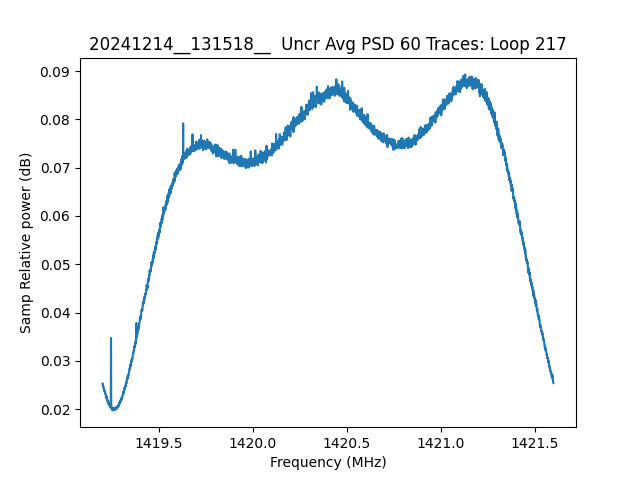 20241214__131518__  Uncr Avg PSD 60 Traces: Loop 217
0.09
0.08
0.07
0.06
0.05
0.04
0.03
0.02
Samp Relative power (dB)
1419.5 1420.0 1420.5 1421.0 1421.5
Frequency (MHz)